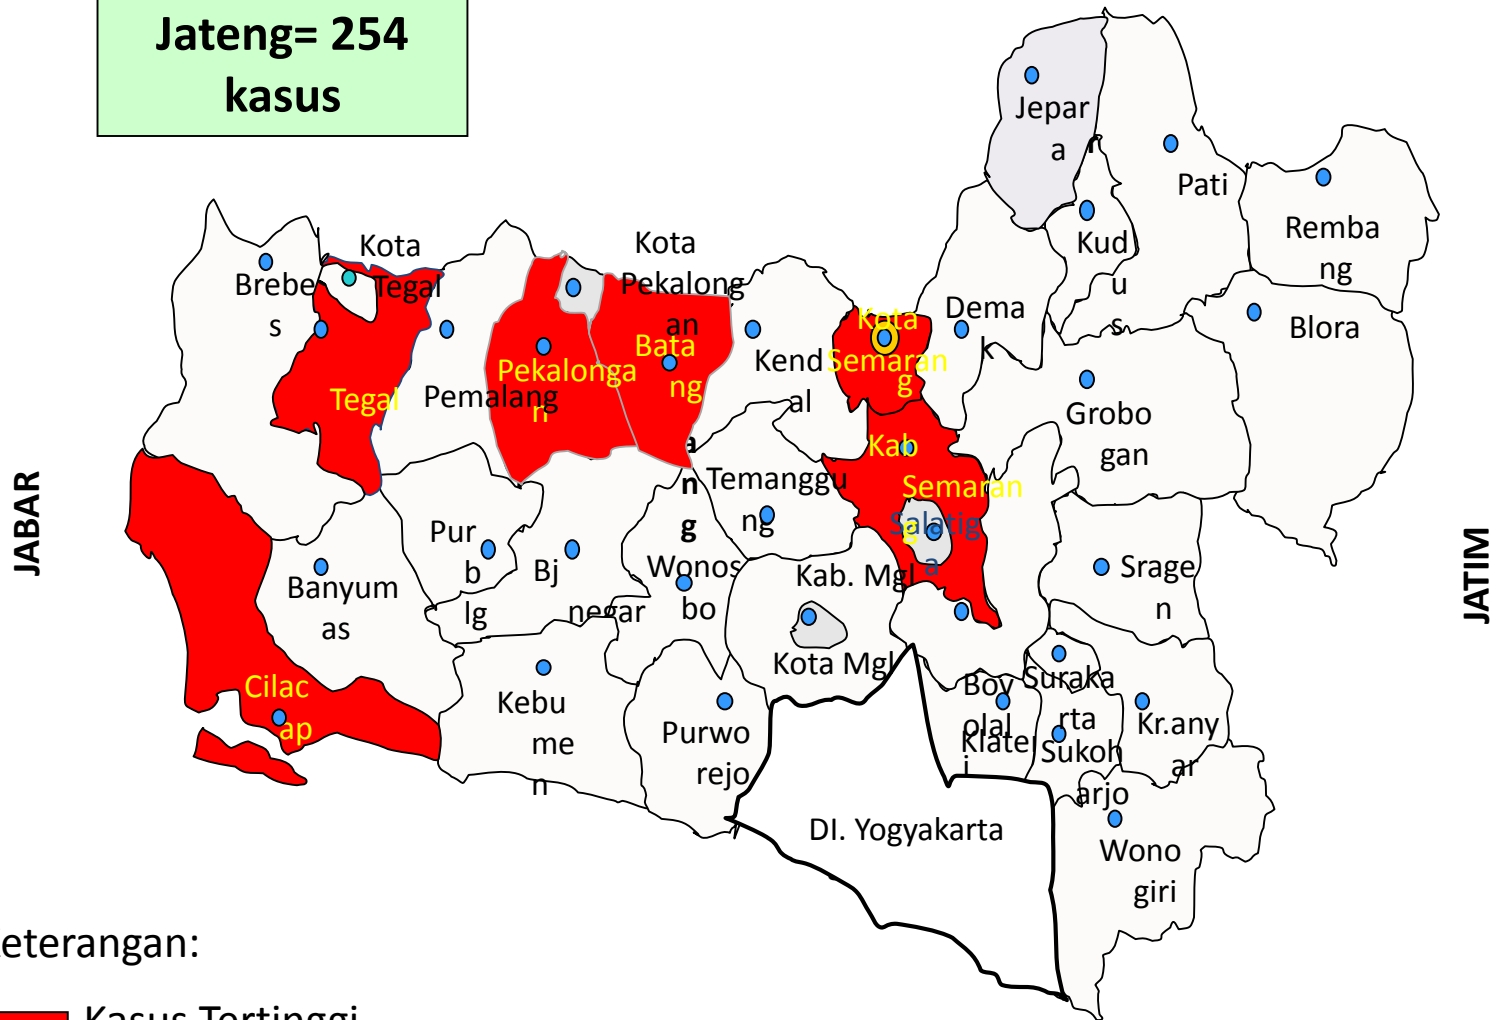 Jateng= 254
kasus
Jepar
a
r
Pati
Remba
ng
Kud
u
s
Kota
Tegal
Kota
Pekalong
an
Brebe
s
Dema
k
Blora
Kota
Semaran
g
Bata
ng
Kend
al
Pekalonga
n
Tegal
Pemalang
Grobo
gan
Kab
Semaran
g
a
n
g
Temanggu
ng
Salatig
a
JABAR
JATIM
Pur
b
lg
Bj
negar
Wonos
bo
Kab. Mgl
Srage
n
Banyum
as
Kota Mgl
Cilac
ap
Kebu
me
n
Purwo
rejo
Boy
olal
i
Klate
Suraka
rta
Sukoh
arjo
Kr.any
ar
DI. Yogyakarta
Wono
giri
eterangan:
Kasus Tertinggi